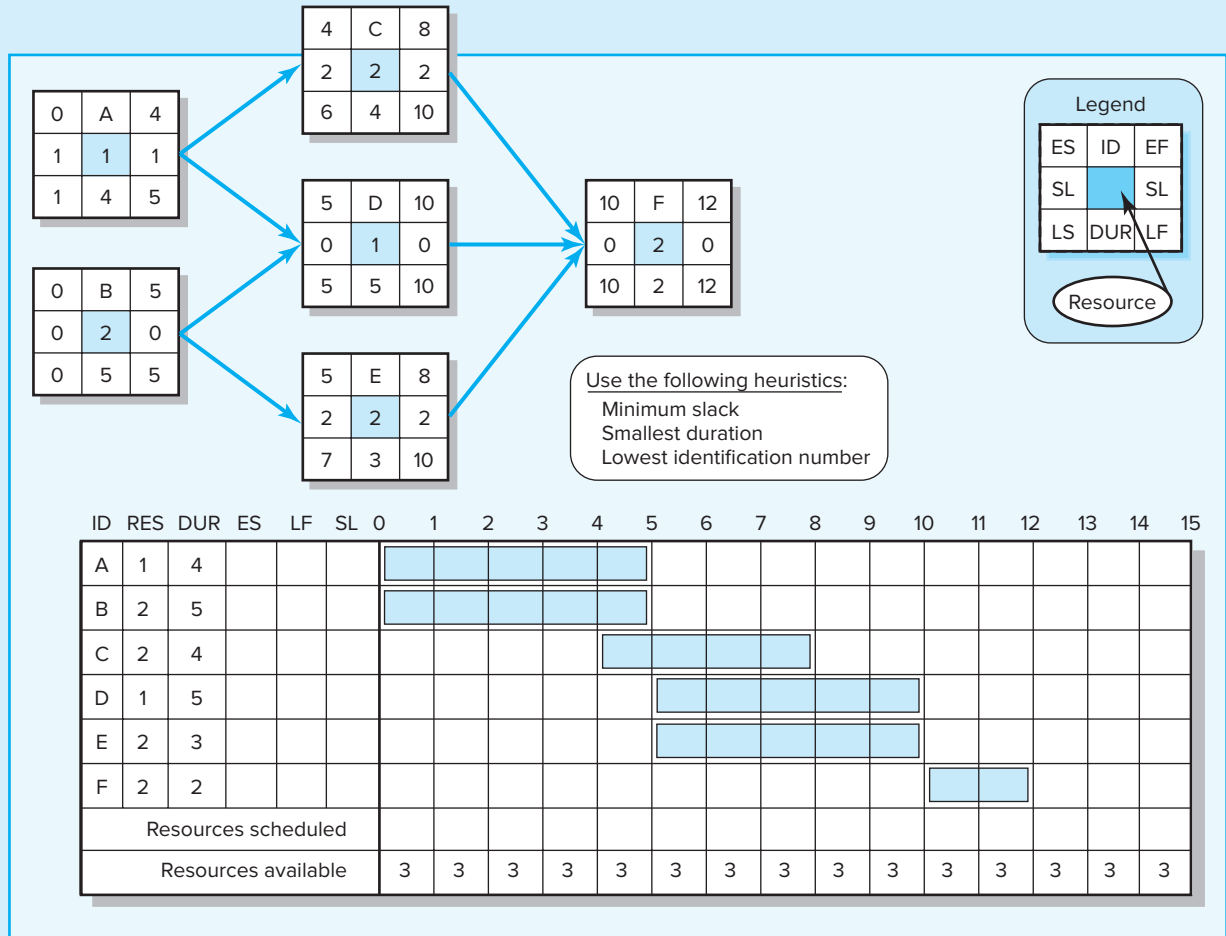 4 C 8
2 2 2
6 4 10
0 A 4
1 1 1
1 4 5
5 D 10
0 1 0
5 5 10
0 B 5
0 2 0
0 5 5
5 E 8
2 2 2
7 3 10
10 F 12
0 2 0
10 2 12
Legend
ES ID EF
SL SL
LS DUR LF
Resource
Use the following heuristics:
Minimum slack
Smallest duration
Lowest identification number
ID RES DUR ES LF SL 0 1 2 3 4 5 6 7 8 9 10 11 12 13 14 15
A 1 4
B 2 5
C 2 4
D 1 5
E 2 3
F 2 2
Resources scheduled
Resources available 3 3 3 3 3 3 3 3 3 3 3 3 3 3 3